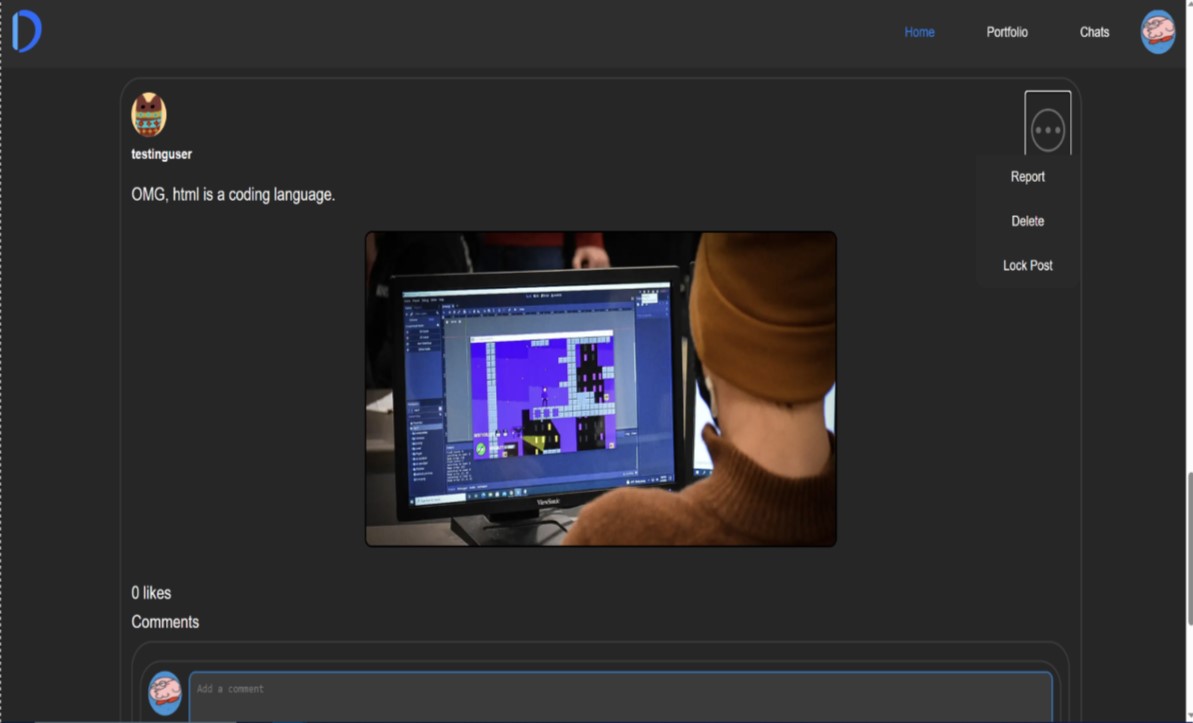 Home
Portfolio
Chats
testinguser
Report
OMG, html is a coding language.
Delete
Lock Post
ViewSonic
0 likes
Comments
Add a comment